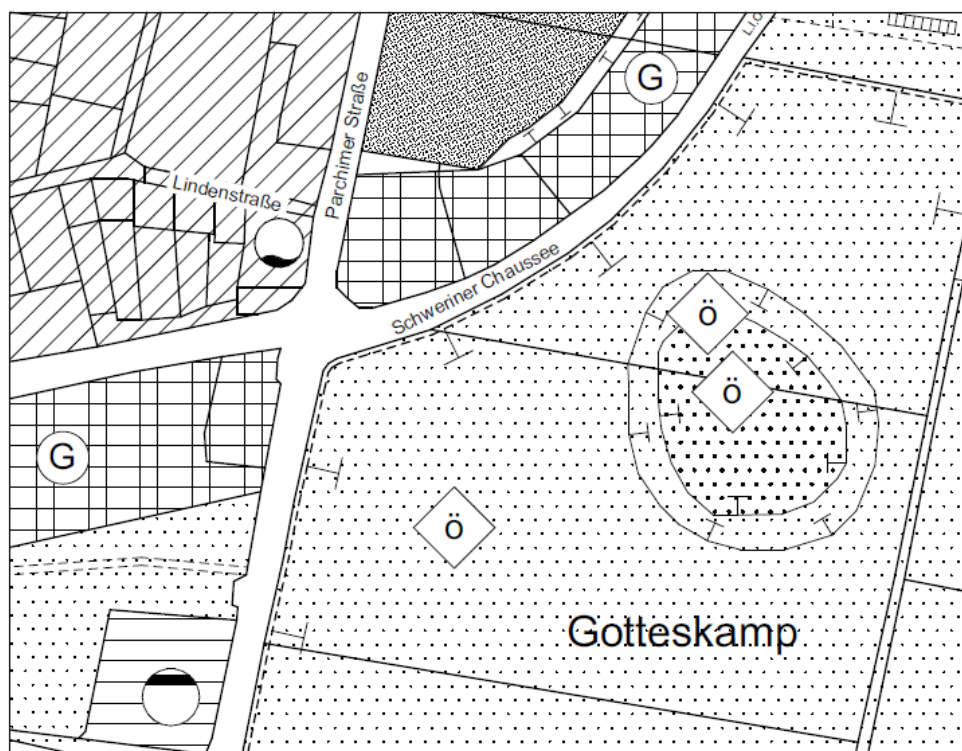 G
L.I.O
Parchimer Straße
Lindenstraße
Schweriner Chaussee
Ö
Ö
G
Ö
Gotteskamp